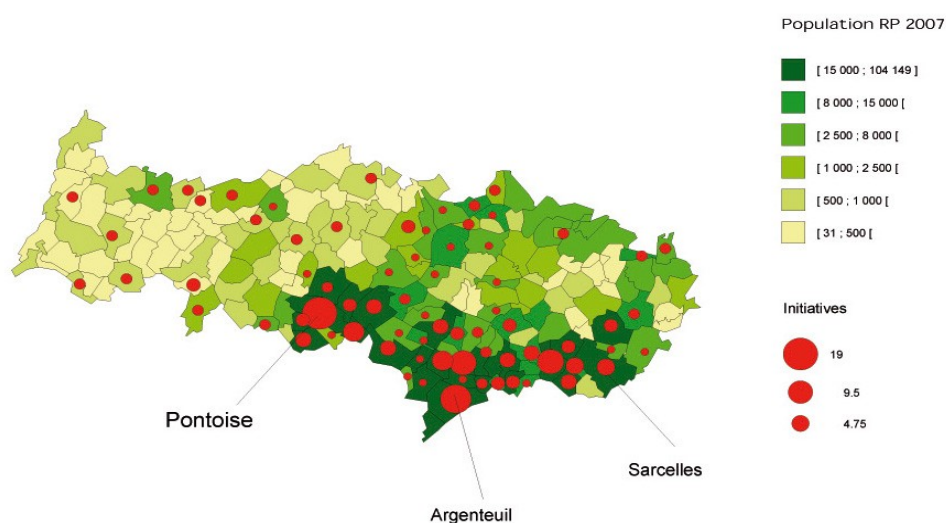 Population RP 2007
[ 15 000 ; 104 149 ]
[ 8 000 ; 15 000 [
[ 2 500 ; 8 000 [
[ 1 000 ; 2 500 [
[ 500 ; 1 000 [
[ 31 ; 500 [
Initiatives
19
9.5
4.75
Pontoise
Sarcelles
Argenteuil